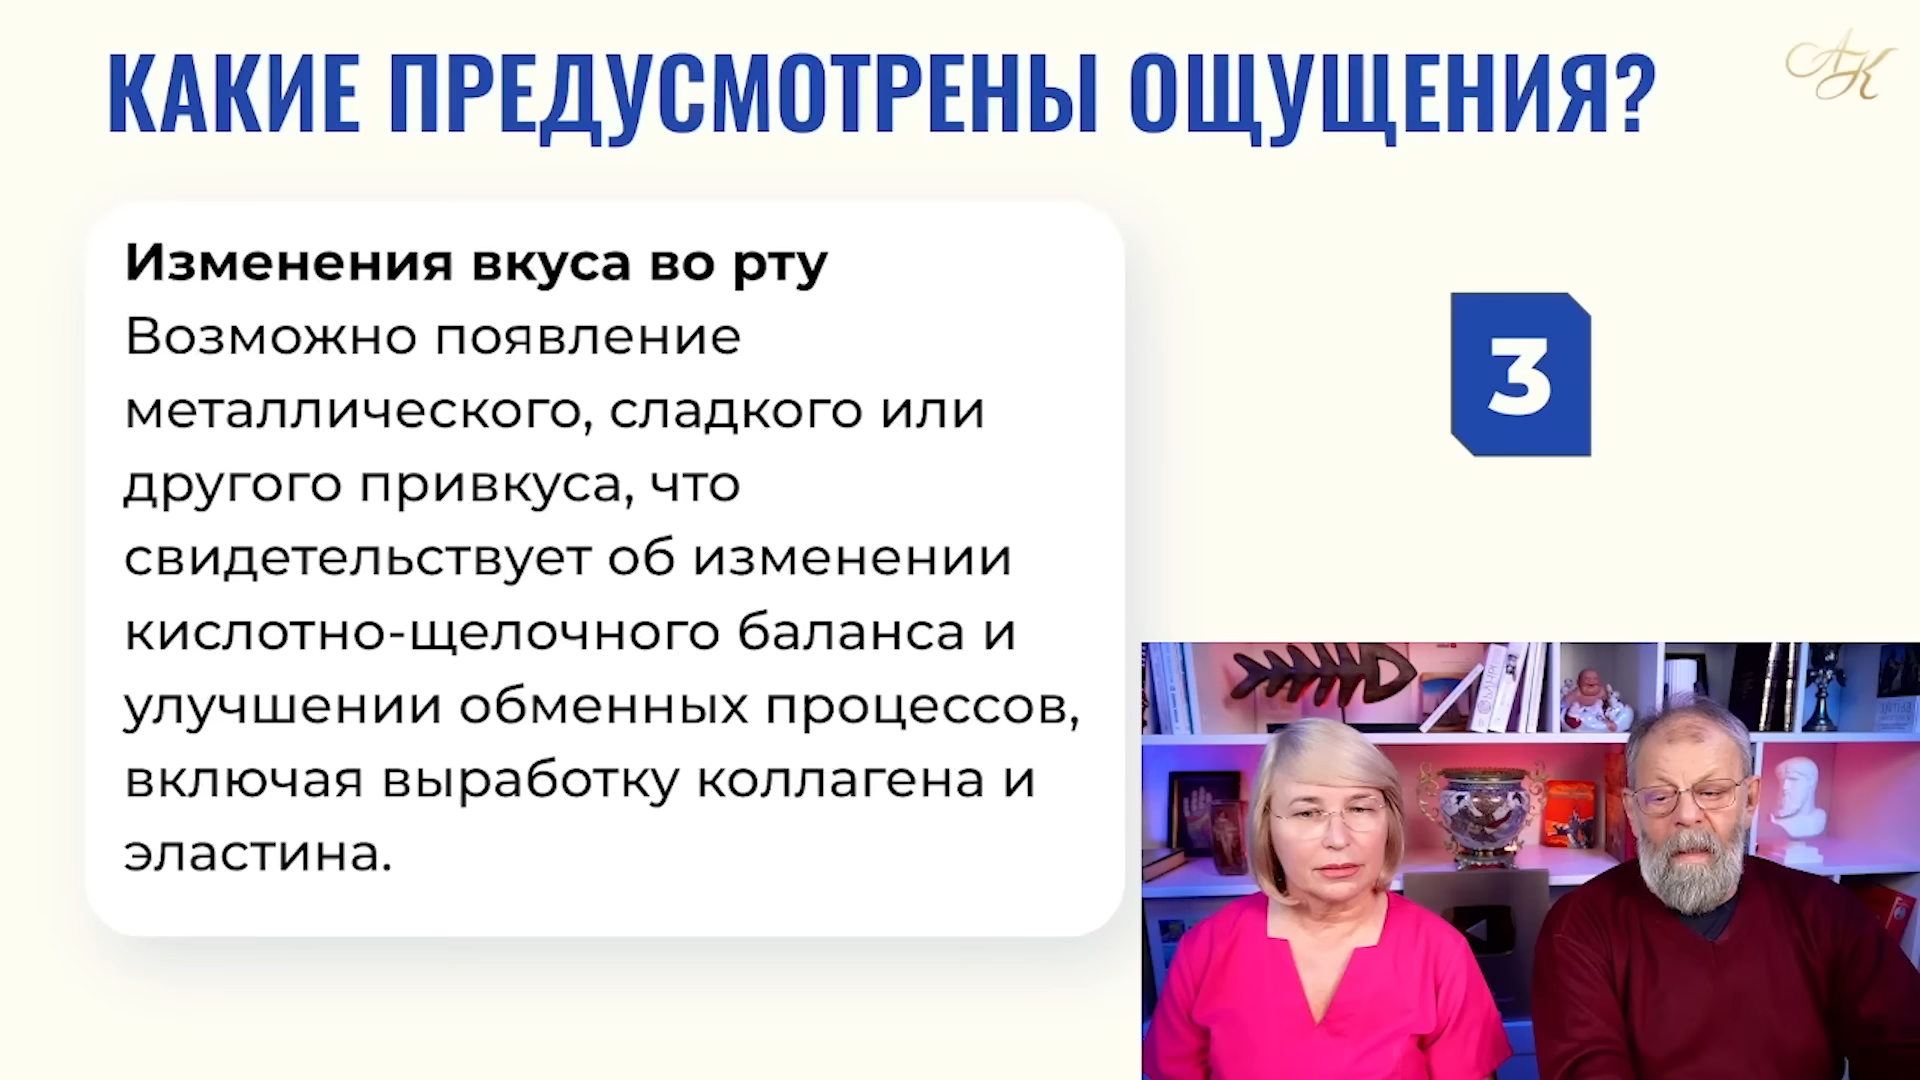 КАКИЕ ПРЕДУСМОТРЕНЫ ОЩУЩЕНИЯ?
АК
Изменения вкуса во рту
Возможно появление
металлического, сладкого или
другого привкуса, что
свидетельствует об изменении
кислотно-щелочного баланса и
улучшении обменных процессов,
включая выработку коллагена и
эластина.
3